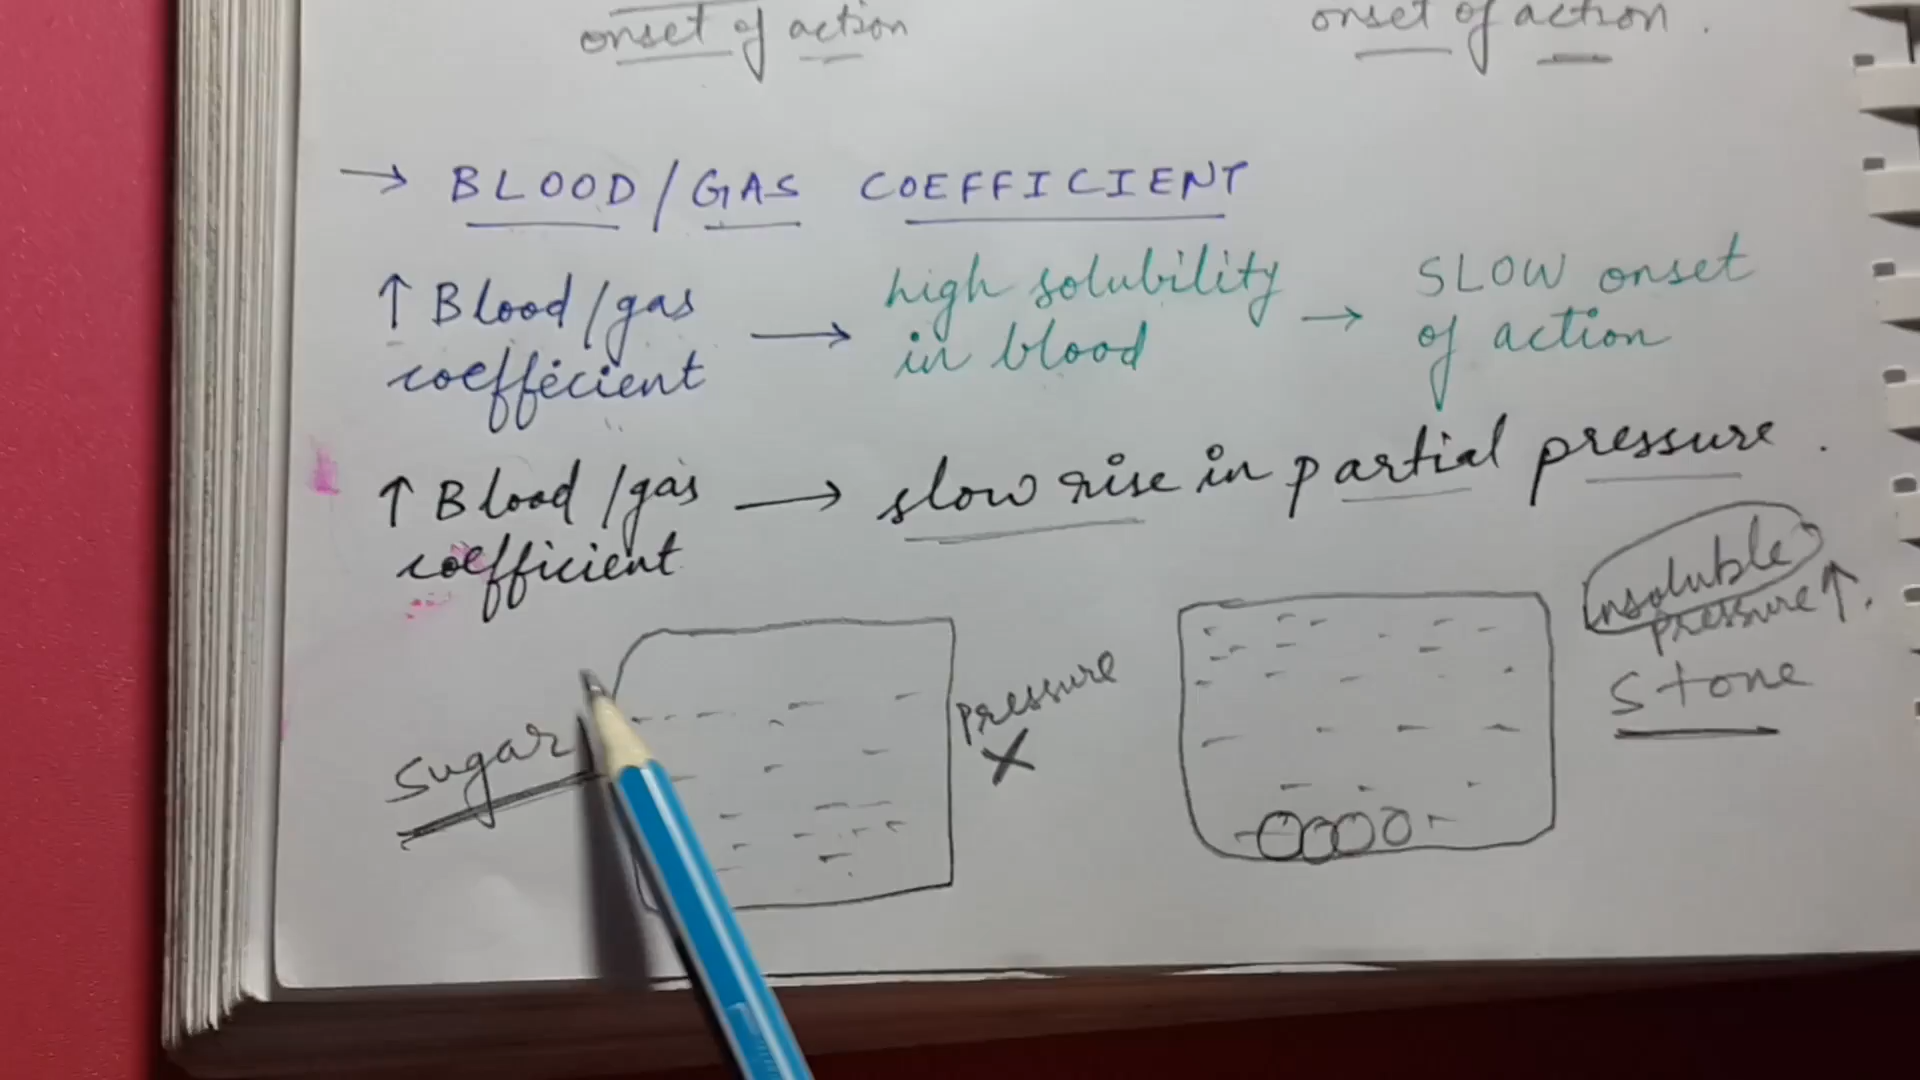 onset of action
onset of action.
→ BLOOD/GAS COEFFICIENT
↑ Blood/gas coefficient → high solubility in blood → SLOW onset of action
↑ Blood/gas coefficient → slow rise in partial pressure.
insoluble
pressure ↑.
stone
sugar
pressure
X